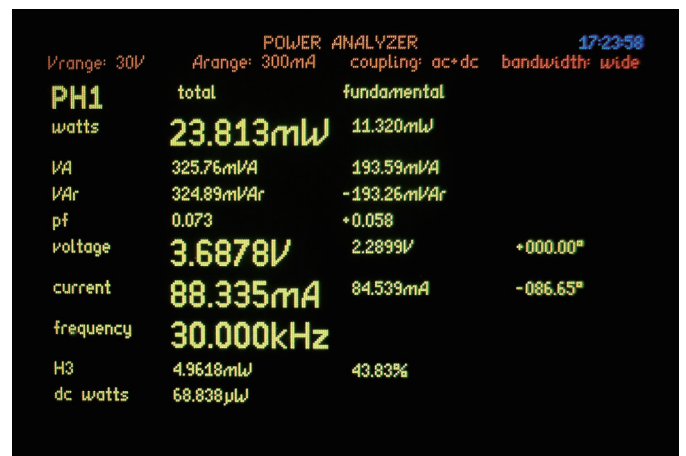 POWER ANALYZER 17:23:58
Vrange: 30V Arange: 300mA coupling: ac+dc bandwidth: wide
PH1 total fundamental
watts 23.813mW 11.320mW
VA 325.76mVA 193.59mVA
VAr 324.89mVAr -193.26mVAr
pf 0.073 +0.058
voltage 3.6878V 2.2899V +000.00°
current 88.335mA 84.539mA -086.65°
frequency 30.000kHz
H3 4.9618mW 43.83%
dc watts 68.838µW